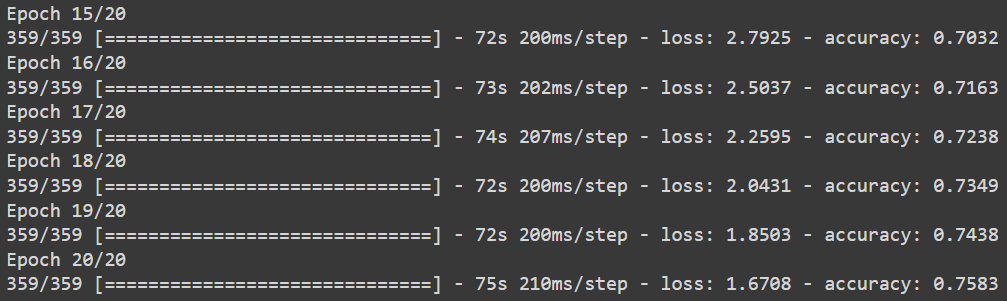 Epoch 15/20
359/359 [==============================] - 72s 200ms/step - loss: 2.7925 - accuracy: 0.7032
Epoch 16/20
359/359 [==============================] - 73s 202ms/step - loss: 2.5037 - accuracy: 0.7163
Epoch 17/20
359/359 [==============================] - 74s 207ms/step - loss: 2.2595 - accuracy: 0.7238
Epoch 18/20
359/359 [==============================] - 72s 200ms/step - loss: 2.0431 - accuracy: 0.7349
Epoch 19/20
359/359 [==============================] - 72s 200ms/step - loss: 1.8503 - accuracy: 0.7438
Epoch 20/20
359/359 [==============================] - 75s 210ms/step - loss: 1.6708 - accuracy: 0.7583